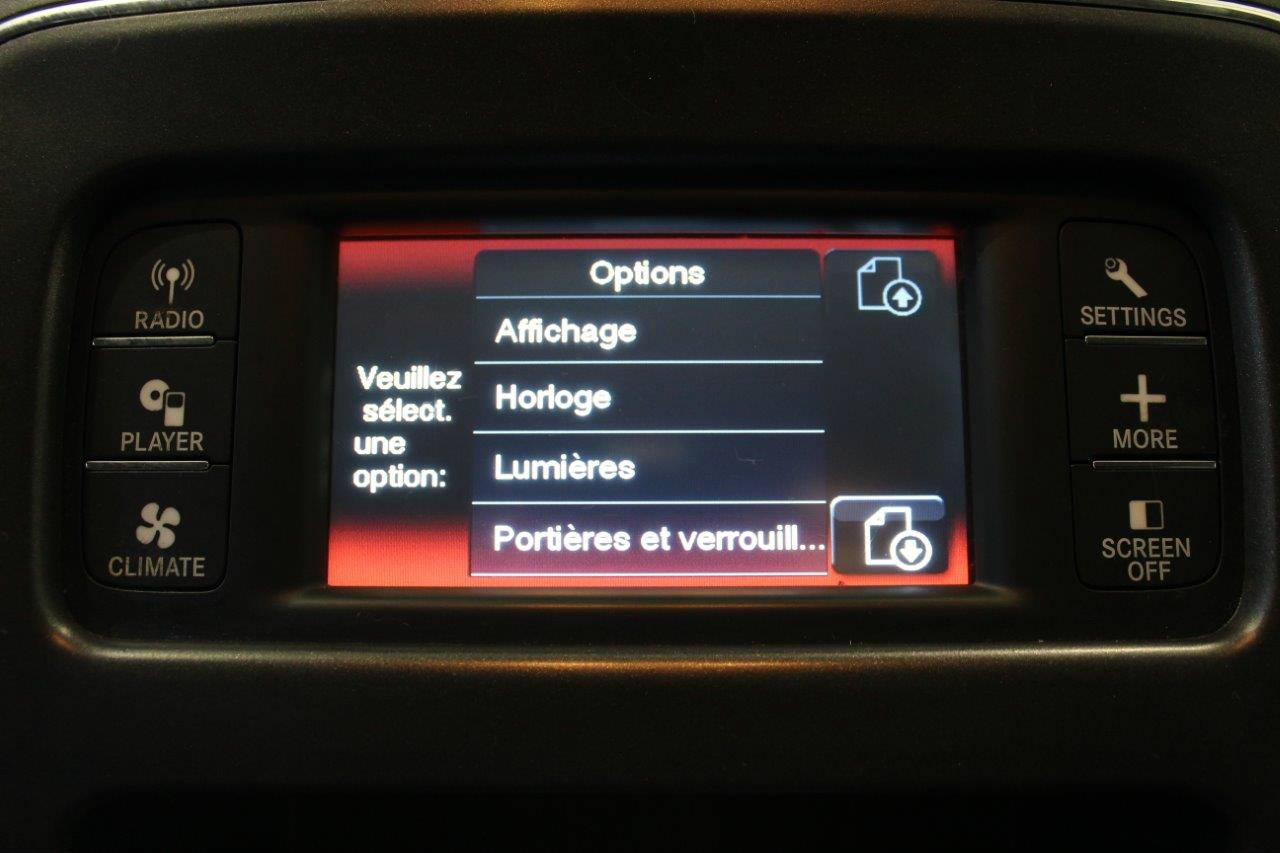 RADIO
PLAYER
CLIMATE
Veuillez
sélect.
une
option:
Options
Affichage
Horloge
Lumières
Portières et verrouill...
SETTINGS
MORE
SCREEN
OFF